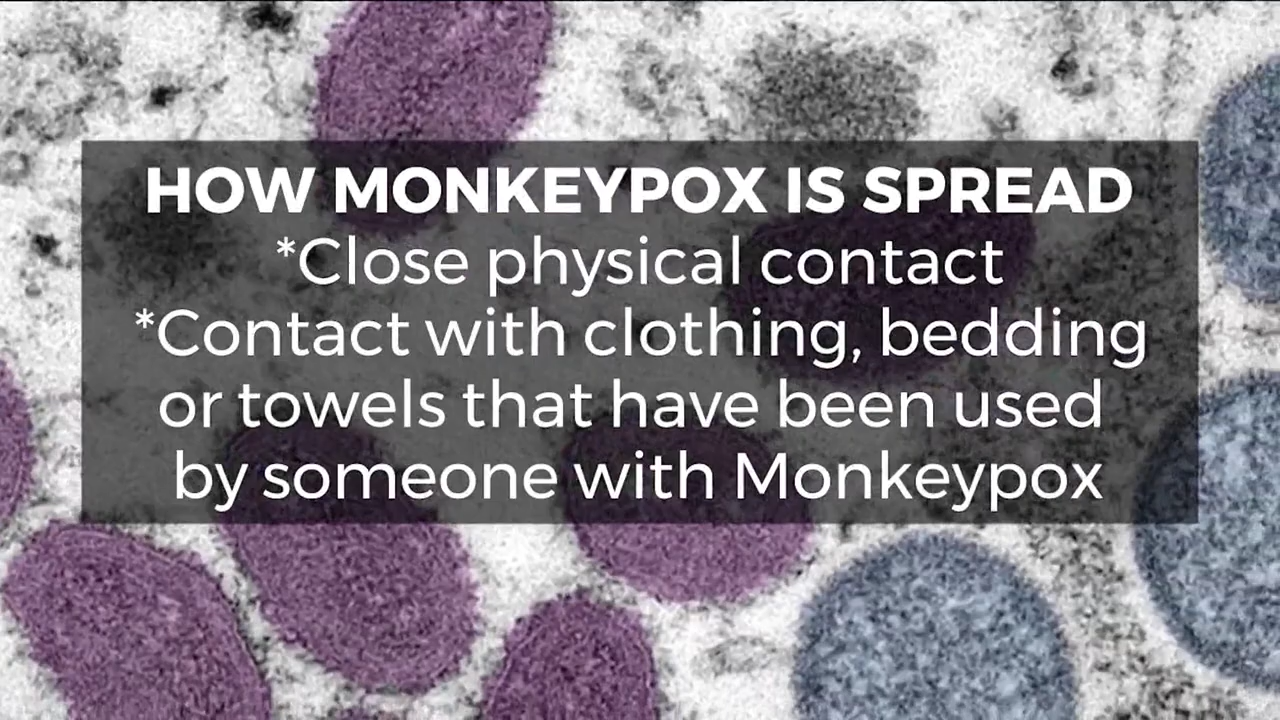 HOW MONKEYPOX IS SPREAD
*Close physical contact
*Contact with clothing, bedding
or towels that have been used
by someone with Monkeypox